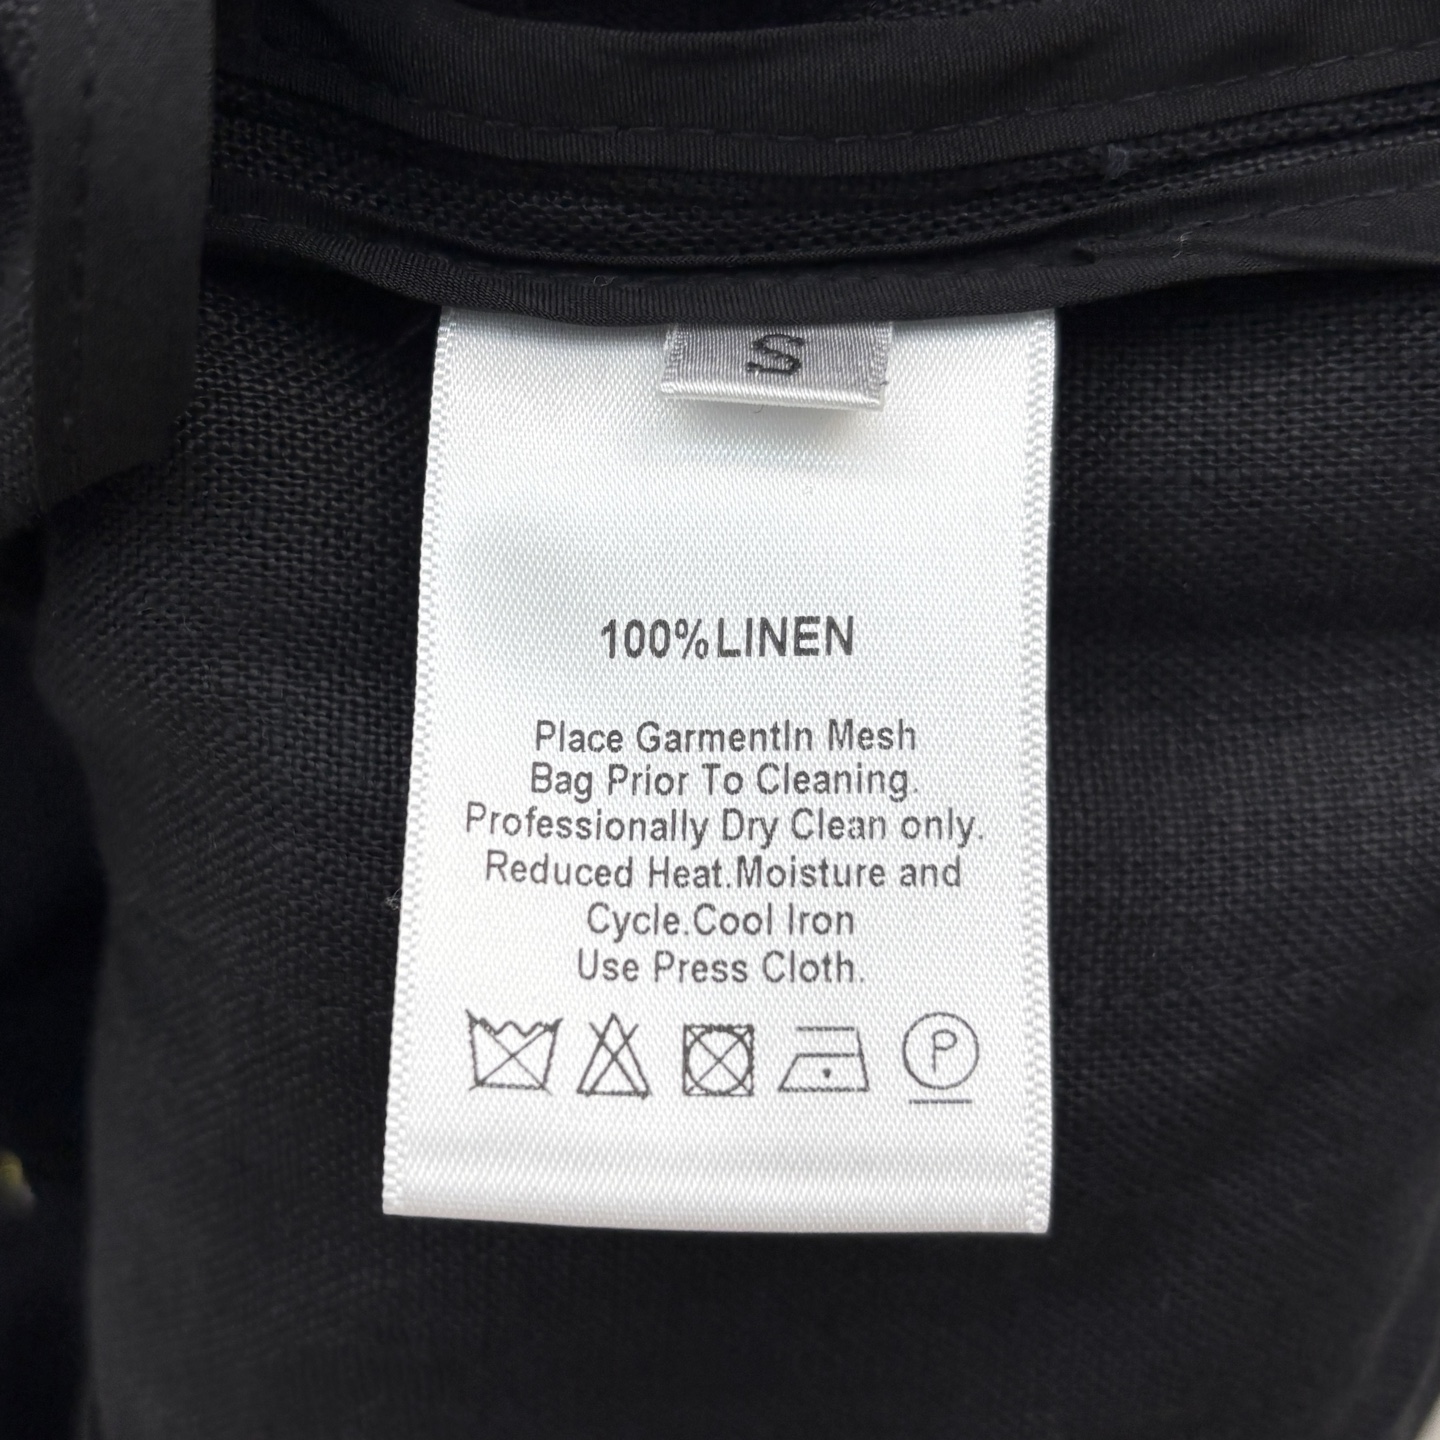 S
100%LINEN
Place GarmentIn Mesh
Bag Prior To Cleaning.
Professionally Dry Clean only.
Reduced Heat.Moisture and
Cycle.Cool Iron
Use Press Cloth.
P